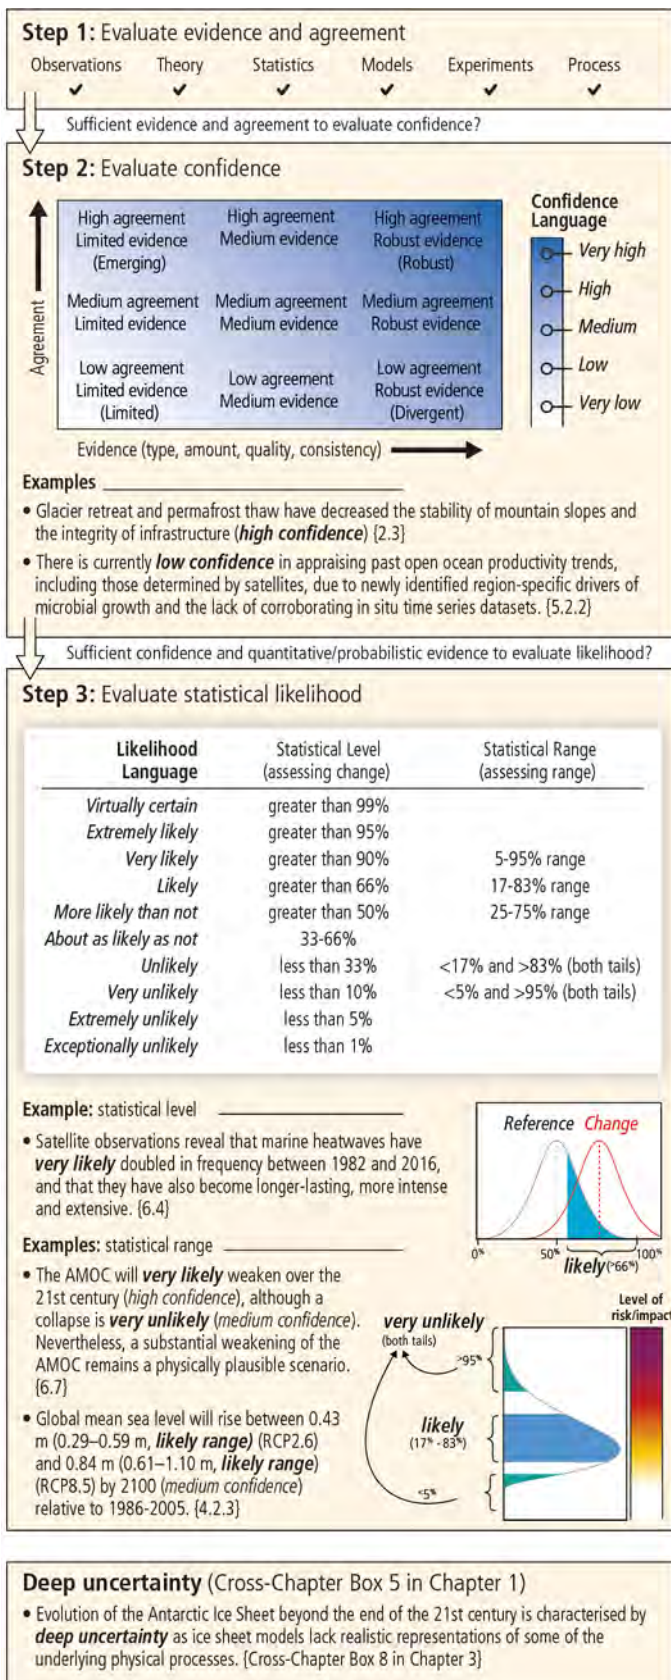 Step 1: Evaluate evidence and agreement
Observations Theory Statistics Models Experiments Process
Sufficient evidence and agreement to evaluate confidence?
Step 2: Evaluate confidence
Agreement
High agreement
Limited evidence
(Emerging)
High agreement
Medium evidence
High agreement
Robust evidence
(Robust)
Medium agreement
Limited evidence
Medium agreement
Medium evidence
Medium agreement
Robust evidence
Low agreement
Limited evidence
(Limited)
Low agreement
Medium evidence
Low agreement
Robust evidence
(Divergent)
Evidence (type, amount, quality, consistency)
Confidence
Language
Very high
High
Medium
Low
Very low
Examples
• Glacier retreat and permafrost thaw have decreased the stability of mountain slopes and
the integrity of infrastructure (high confidence) {2.3}
• There is currently low confidence in appraising past open ocean productivity trends,
including those determined by satellites, due to newly identified region-specific drivers of
microbial growth and the lack of corroborating in situ time series datasets. {5.2.2}
Sufficient confidence and quantitative/probabilistic evidence to evaluate likelihood?
Step 3: Evaluate statistical likelihood
Likelihood Statistical Level Statistical Range
Language (assessing change) (assessing range)
Virtually certain greater than 99%
Extremely likely greater than 95%
Very likely greater than 90% 5-95% range
Likely greater than 66% 17-83% range
More likely than not greater than 50% 25-75% range
About as likely as not 33-66%
Unlikely less than 33% <17% and >83% (both tails)
Very unlikely less than 10% <5% and >95% (both tails)
Extremely unlikely less than 5%
Exceptionally unlikely less than 1%
Example: statistical level
• Satellite observations reveal that marine heatwaves have
very likely doubled in frequency between 1982 and 2016,
and that they have also become longer-lasting, more intense
and extensive. {6.4}
Reference Change
0% 50% 100%
likely (>66%)
Examples: statistical range
• The AMOC will very likely weaken over the
21st century (high confidence), although a
collapse is very unlikely (medium confidence).
Nevertheless, a substantial weakening of the
AMOC remains a physically plausible scenario.
{6.7}
• Global mean sea level will rise between 0.43
m (0.29–0.59 m, likely range) (RCP2.6)
and 0.84 m (0.61–1.10 m, likely range)
(RCP8.5) by 2100 (medium confidence)
relative to 1986-2005. {4.2.3}
Level of
risk/impact
very unlikely
(both tails)
>95%
likely
(17% - 83%)
<5%
Deep uncertainty (Cross-Chapter Box 5 in Chapter 1)
• Evolution of the Antarctic Ice Sheet beyond the end of the 21st century is characterised by
deep uncertainty as ice sheet models lack realistic representations of some of the
underlying physical processes. {Cross-Chapter Box 8 in Chapter 3}